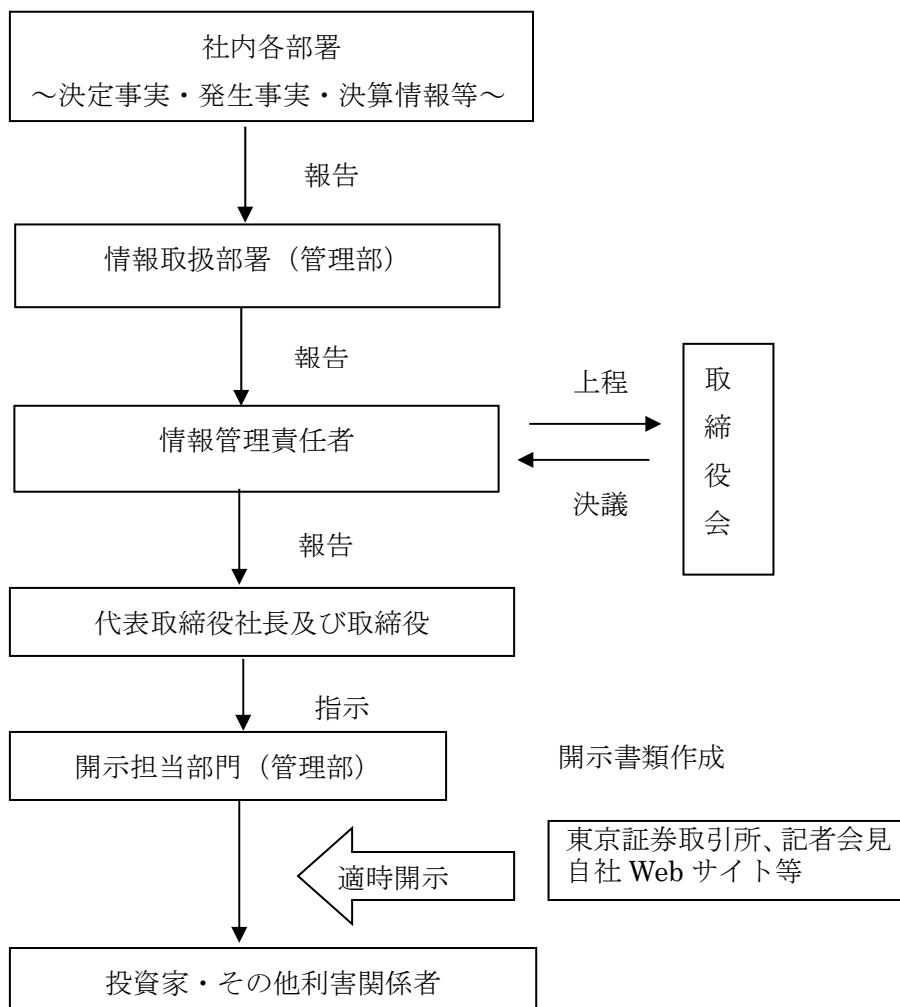 社内各部署
～決定事実・発生事実・決算情報等～
報告
情報取扱部署（管理部）
報告
情報管理責任者
上程
決議
取
締
役
会
報告
代表取締役社長及び取締役
指示
開示担当部門（管理部）
開示書類作成
東京証券取引所、記者会見
自社 Web サイト等
適時開示
投資家・その他利害関係者